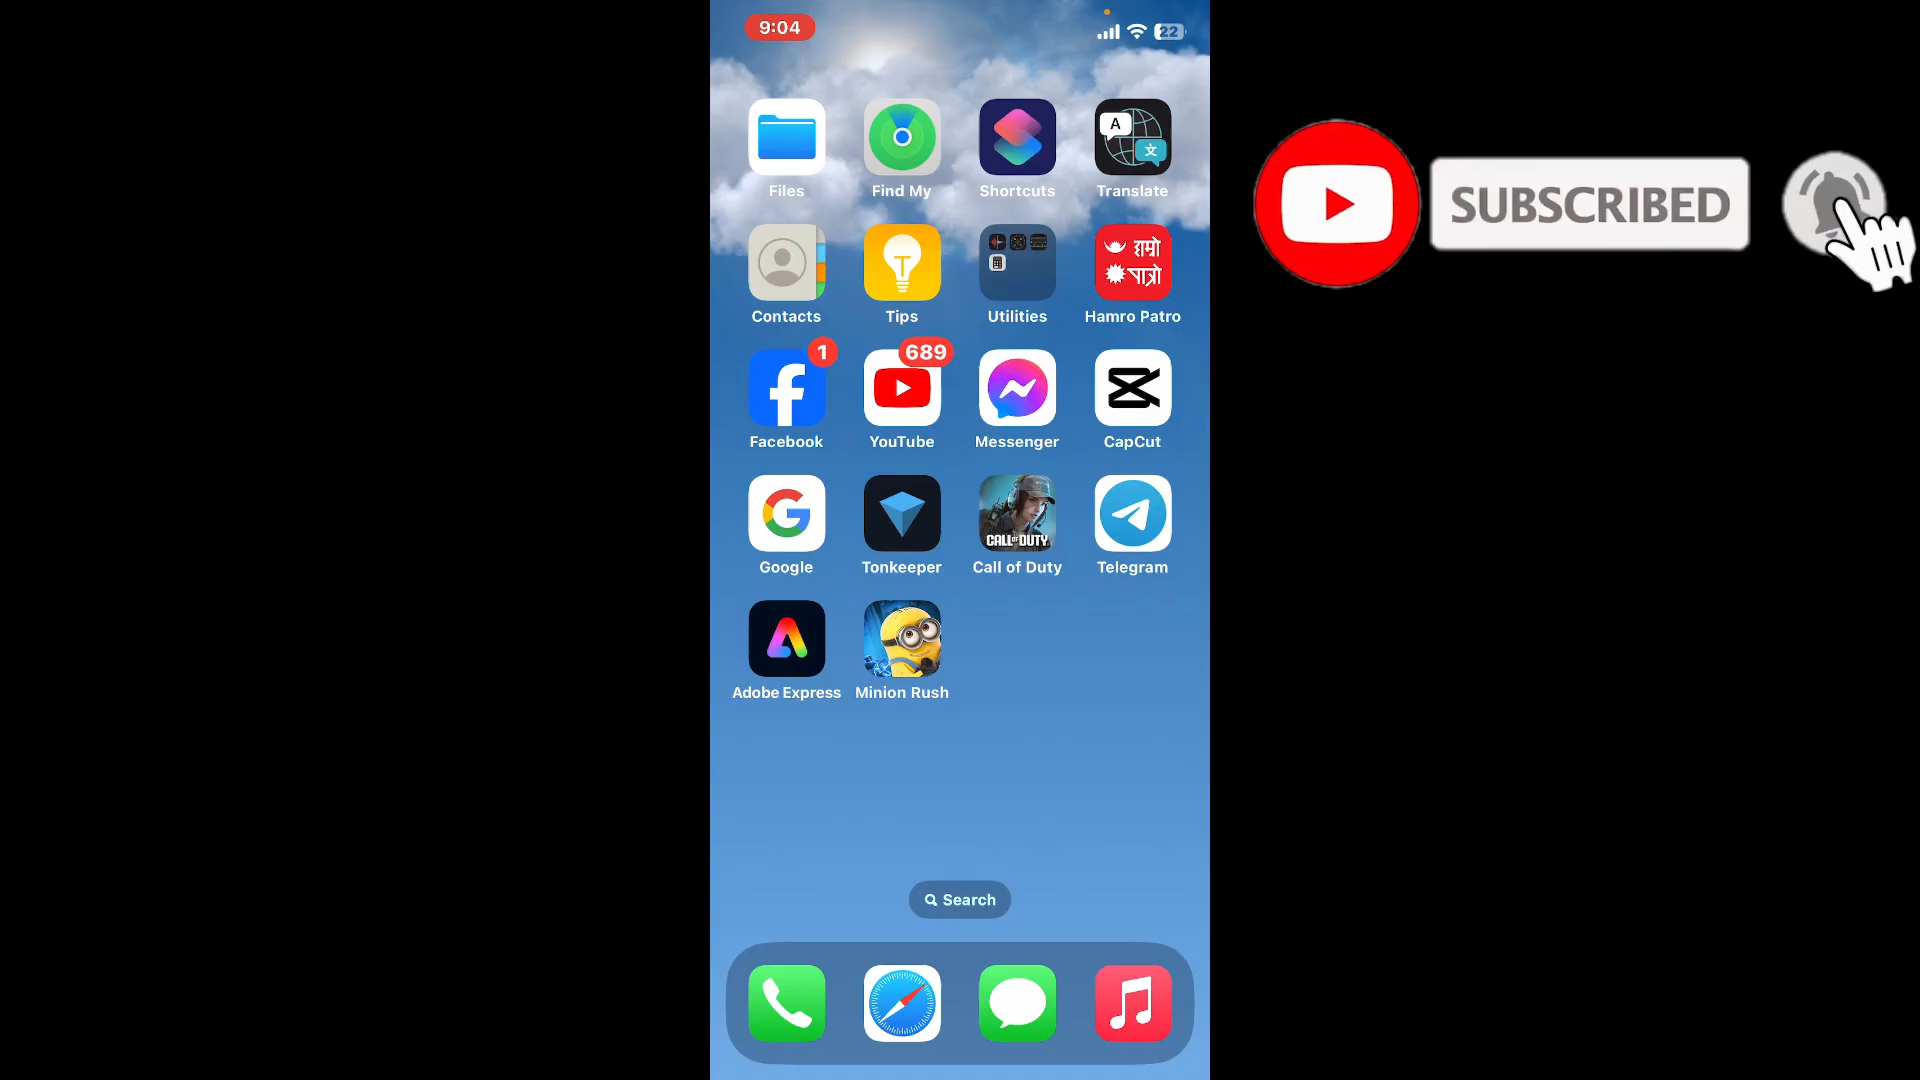 9:04
22
A
文
Files
Find My
Shortcuts
Translate
SUBSCRIBED
हाम्रो
पात्रो
Contacts
Tips
Utilities
Hamro Patro
1
689
Facebook
YouTube
Messenger
CapCut
CALL OF DUTY
Google
Tonkeeper
Call of Duty
Telegram
Adobe Express
Minion Rush
Search